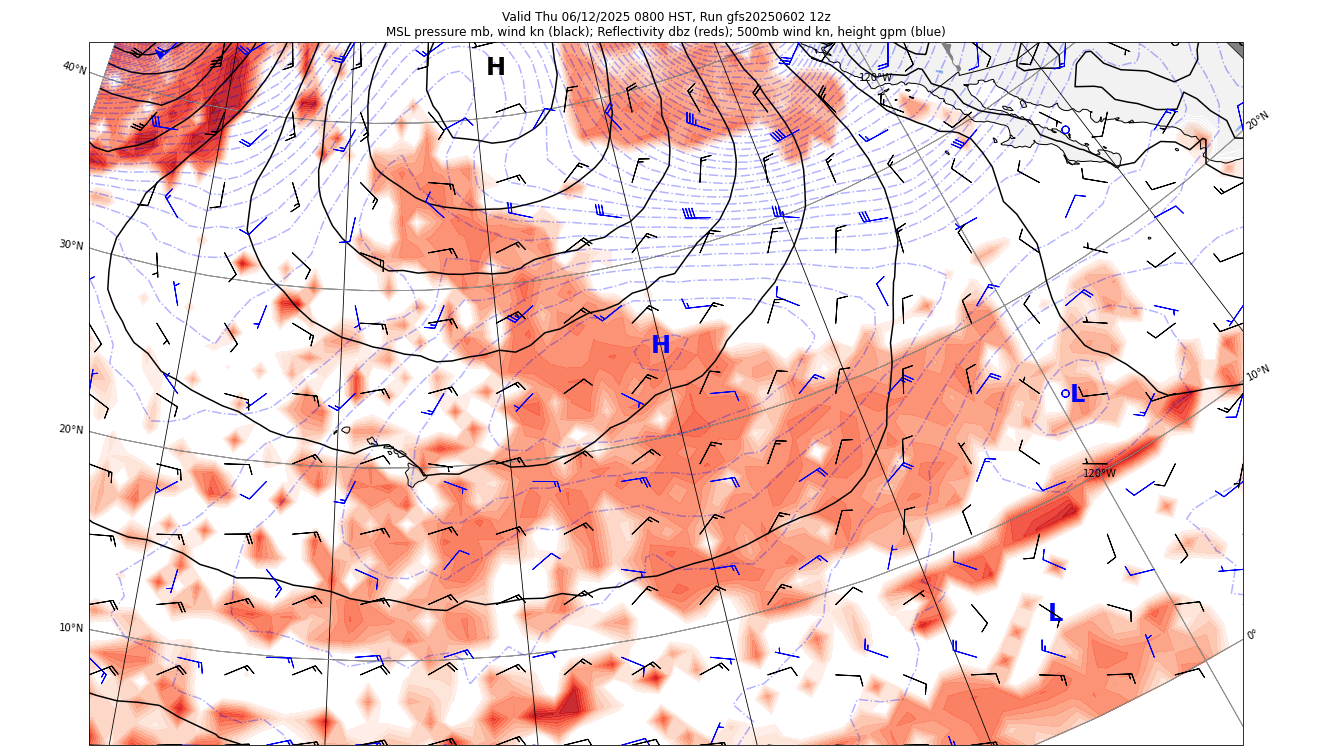 Valid Thu 06/12/2025 0800 HST, Run gfs20250602 12z
MSL pressure mb, wind kn (black); Reflectivity dbz (reds); 500mb wind kn, height gpm (blue)
H
40°N
120°W
20°N
30°N
H
10°N
L
20°N
120°W
L
10°N
0°